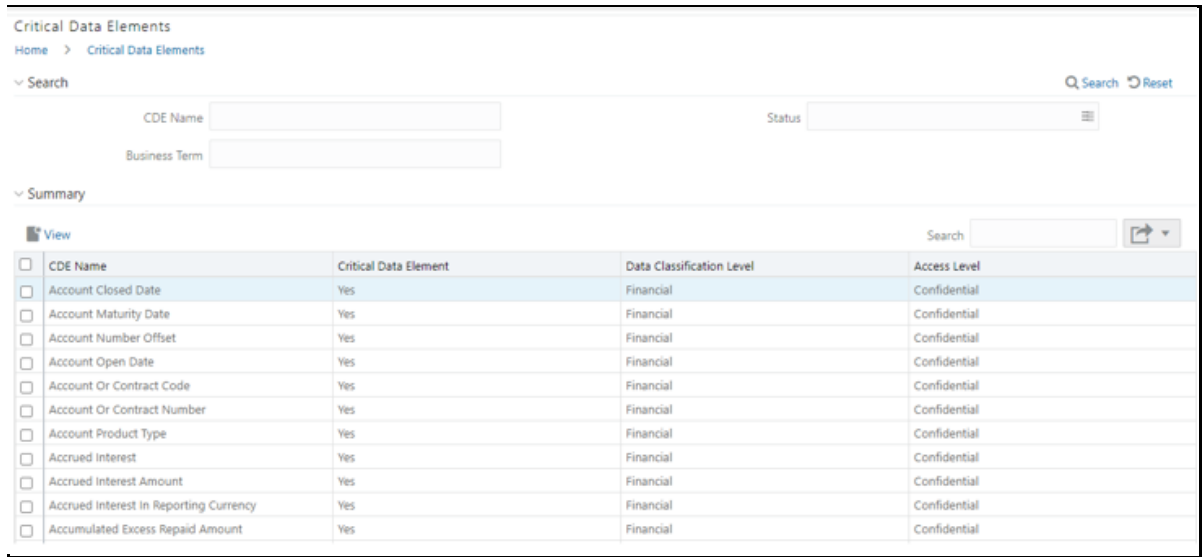 Critical Data Elements
Home > Critical Data Elements
Search Search Reset
CDE Name Status
Business Term
Summary
View Search
CDE Name Critical Data Element Data Classification Level Access Level
Account Closed Date Yes Financial Confidential
Account Maturity Date Yes Financial Confidential
Account Number Offset Yes Financial Confidential
Account Open Date Yes Financial Confidential
Account Or Contract Code Yes Financial Confidential
Account Or Contract Number Yes Financial Confidential
Account Product Type Yes Financial Confidential
Accrued Interest Yes Financial Confidential
Accrued Interest Amount Yes Financial Confidential
Accrued Interest In Reporting Currency Yes Financial Confidential
Accumulated Excess Repaid Amount Yes Financial Confidential